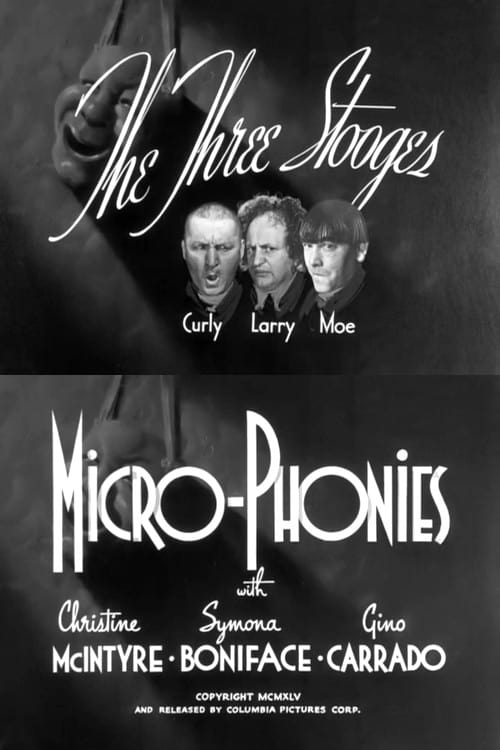 The Three Stooges
Curly Larry Moe
Micro-Phonies
with
Christine Symona Gino
McINTYRE · BONIFACE · CARRADO
COPYRIGHT MCMXLV
AND RELEASED BY COLUMBIA PICTURES CORP.